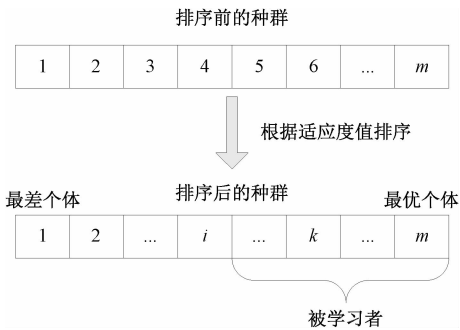 排序前的种群
1 2 3 4 5 6 ... m
根据适应度值排序
最差个体 排序后的种群 最优个体
1 2 ... i ... k ... m
被学习者